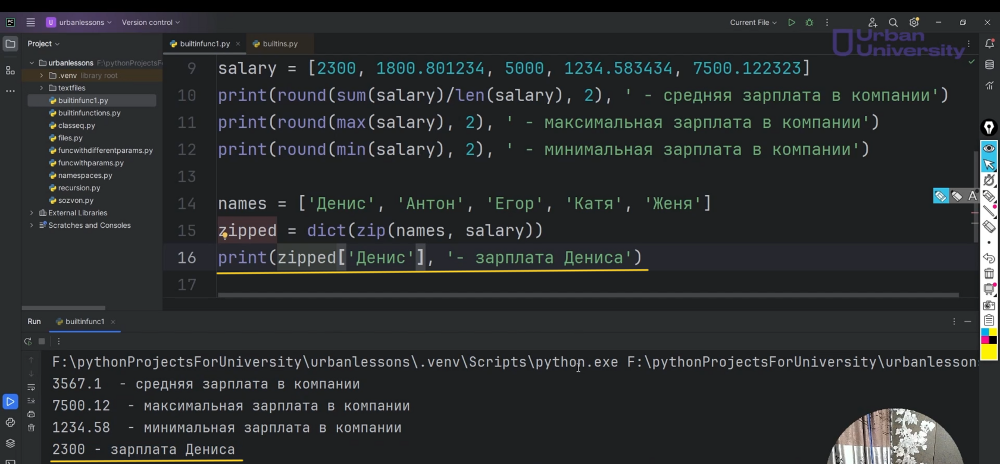 PC
U urbanlessons
Version control
Current File
Urban University
Project
builtinfunc1.py
builtins.py
urbanlessons F:\pythonProjectsF
.venv library root
textfiles
builtinfunc1.py
builtinfunctions.py
classeq.py
files.py
funcwithdifferentparams.py
funcwithparams.py
namespaces.py
recursion.py
sozvon.py
External Libraries
Scratches and Consoles
9 salary = [2300, 1800.801234, 5000, 1234.583434, 7500.122323]
10 print(round(sum(salary)/len(salary), 2), ' - средняя зарплата в компании')
11 print(round(max(salary), 2), ' - максимальная зарплата в компании')
12 print(round(min(salary), 2), ' - минимальная зарплата в компании')
13
14 names = ['Денис', 'Антон', 'Егор', 'Катя', 'Женя']
15 zipped = dict(zip(names, salary))
16 print(zipped['Денис'], '- зарплата Дениса')
17
A
Run
builtinfunc1
F:\pythonProjectsForUniversity\urbanlessons\.venv\Scripts\python.exe F:\pythonProjectsForUniversity\urbanlesson
3567.1  - средняя зарплата в компании
7500.12  - максимальная зарплата в компании
1234.58  - минимальная зарплата в компании
2300 - зарплата Дениса